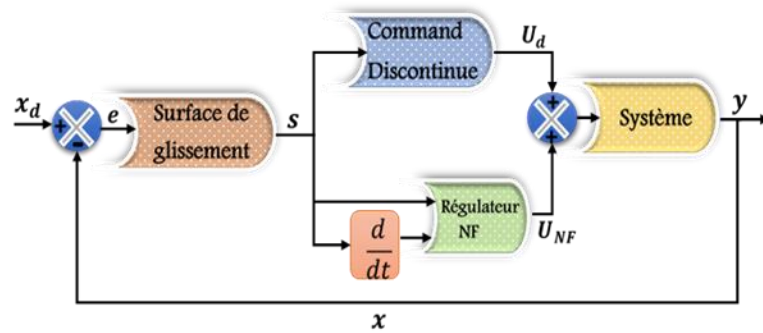 Command
Discontinue
U_d
x_d
+
-
e
Surface de
glissement
s
+
+
Système
y
Régulateur
NF
U_NF
d
dt
x